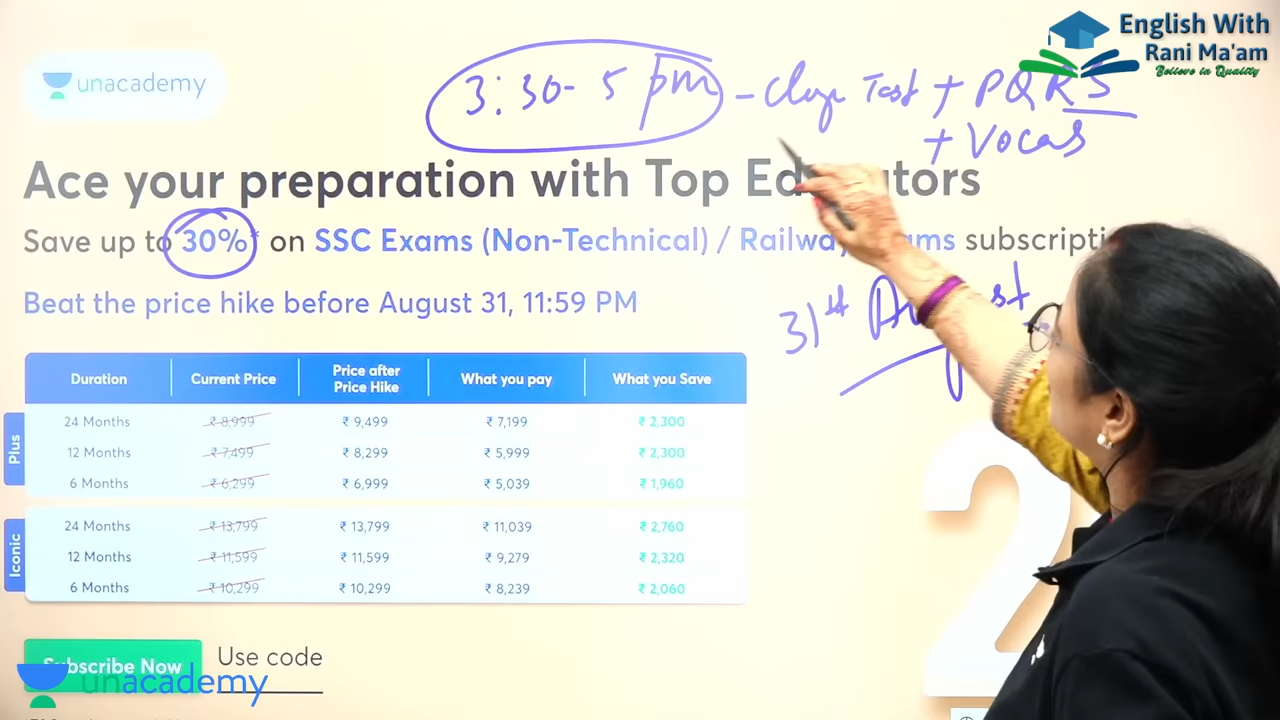 English With
Rani Ma'am
Believe in Quality
unacademy
3:30-5 pm - Test + PQRS
+ Vocab
Ace your preparation with Top Educators
Save up to 30%* on SSC Exams (Non-Technical) / Railway Exams
Beat the price hike before August 31, 11:59 PM
31st August
Duration Current Price Price after Price Hike What you pay What you Save
Plus
24 Months ₹ 8,999 ₹ 9,499 ₹ 7,199 ₹ 2,300
12 Months ₹ 7,499 ₹ 8,299 ₹ 5,999 ₹ 2,300
6 Months ₹ 6,299 ₹ 6,999 ₹ 5,039 ₹ 1,960
Iconic
24 Months ₹ 13,799 ₹ 13,799 ₹ 11,039 ₹ 2,760
12 Months ₹ 11,599 ₹ 11,599 ₹ 9,279 ₹ 2,320
6 Months ₹ 10,299 ₹ 10,299 ₹ 8,239 ₹ 2,060
2
Subscribe Now Use code
unacademy